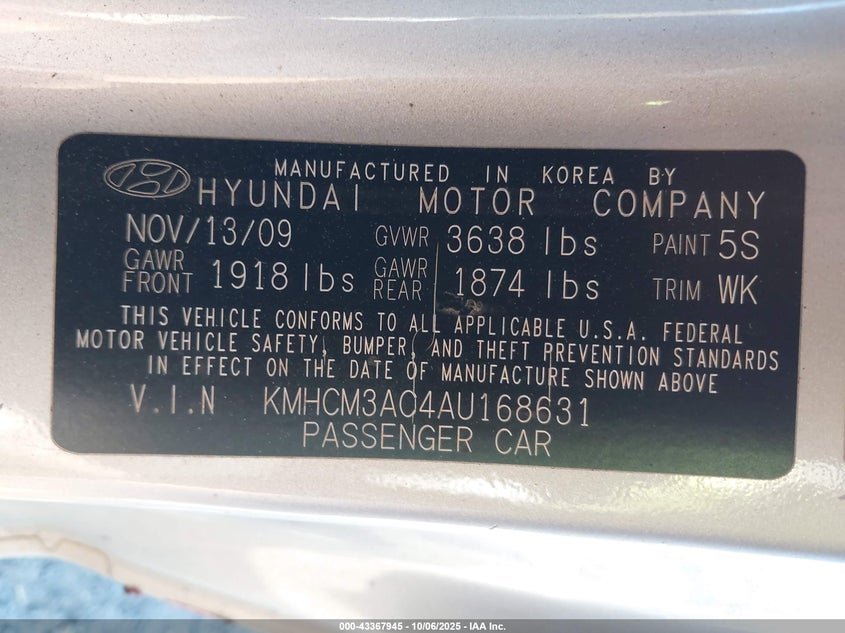 MANUFACTURED IN KOREA BY
HYUNDAI MOTOR COMPANY
NOV/13/09 GVWR 3638 lbs PAINT 5S
GAWR FRONT 1918 lbs GAWR REAR 1874 lbs TRIM WK
THIS VEHICLE CONFORMS TO ALL APPLICABLE U.S.A. FEDERAL
MOTOR VEHICLE SAFETY, BUMPER, AND THEFT PREVENTION STANDARDS
IN EFFECT ON THE DATE OF MANUFACTURE SHOWN ABOVE
V.I.N KMHCM3AC4AU168631
PASSENGER CAR
000-43367945 - 10/06/2025 - IAA Inc.